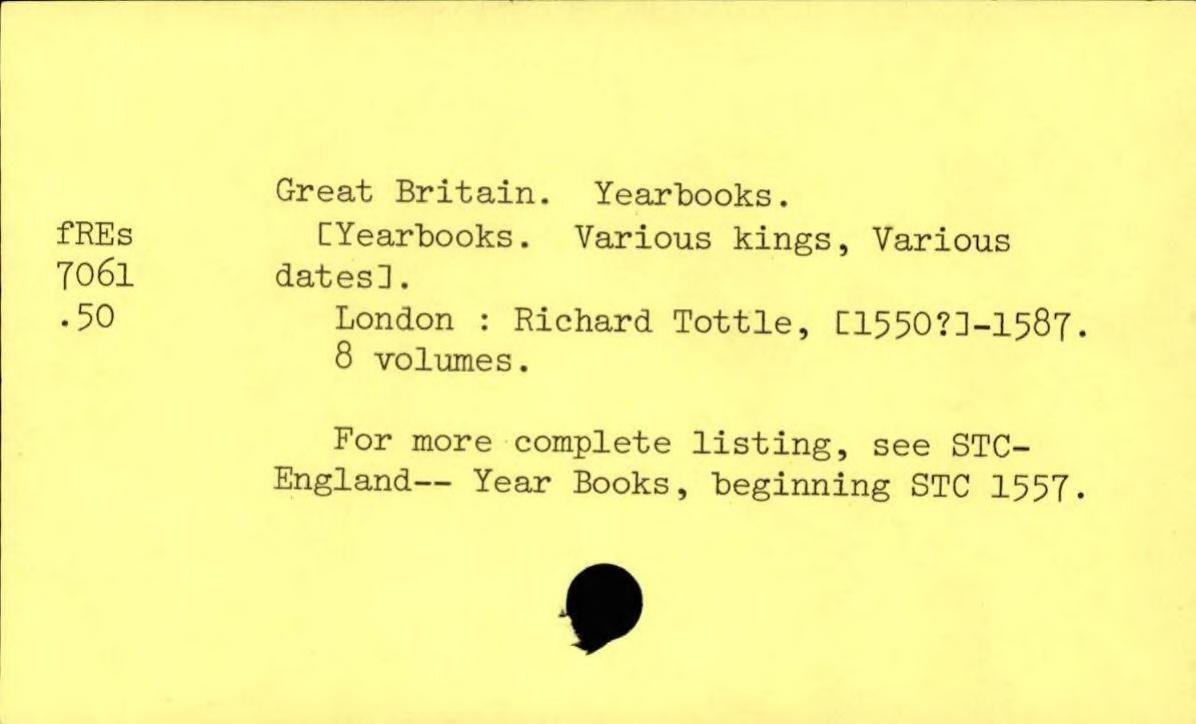 Great Britain. Yearbooks.
fREs [Yearbooks. Various kings, Various
7061 dates].
.50 London : Richard Tottle, [1550?]-1587.
8 volumes.
For more complete listing, see STC-
England-- Year Books, beginning STC 1557.